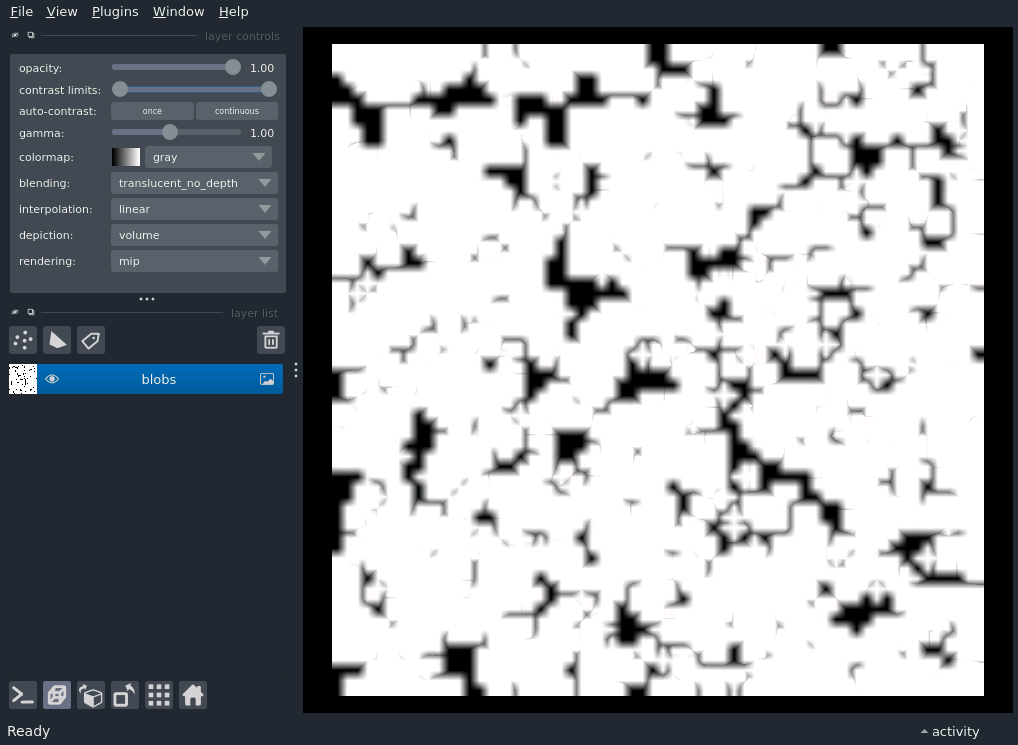 File View Plugins Window Help
layer controls
opacity: 1.00
contrast limits:
auto-contrast: once continuous
gamma: 1.00
colormap: gray
blending: translucent_no_depth
interpolation: linear
depiction: volume
rendering: mip
layer list
blobs
Ready activity